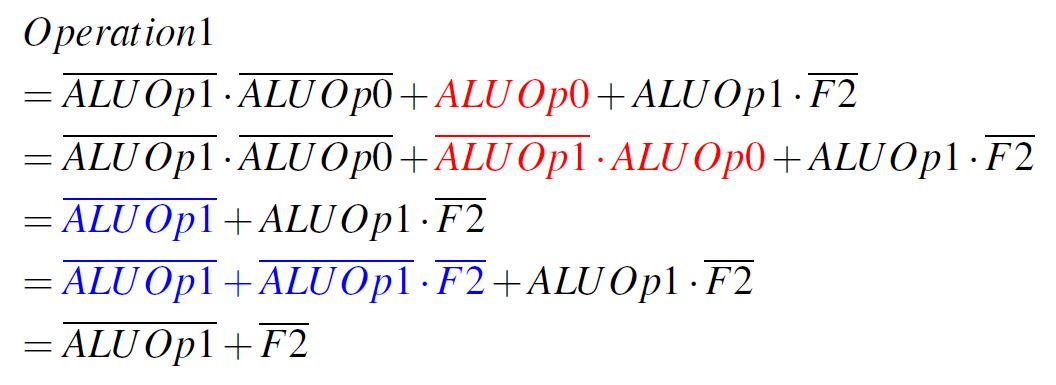 Operation1
= \overline{ALUOp1} · \overline{ALUOp0} + ALUOp0 + ALUOp1 · \overline{F2}
= \overline{ALUOp1} · \overline{ALUOp0} + \overline{ALUOp1} · ALUOp0 + ALUOp1 · \overline{F2}
= \overline{ALUOp1} + ALUOp1 · \overline{F2}
= \overline{ALUOp1} + \overline{ALUOp1} · \overline{F2} + ALUOp1 · \overline{F2}
= \overline{ALUOp1} + \overline{F2}